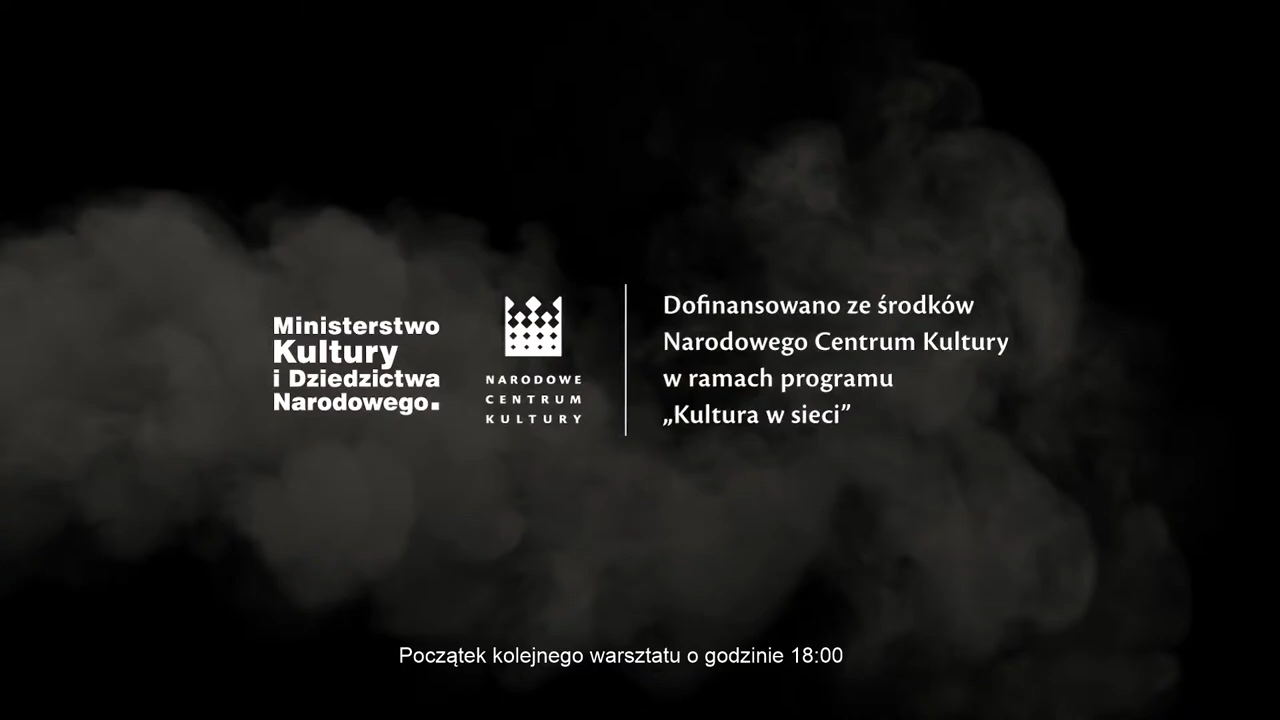 Ministerstwo
Kultury
i Dziedzictwa
Narodowego.
NARODOWE
CENTRUM
KULTURY
Dofinansowano ze środków
Narodowego Centrum Kultury
w ramach programu
„Kultura w sieci”
Początek kolejnego warsztatu o godzinie 18:00